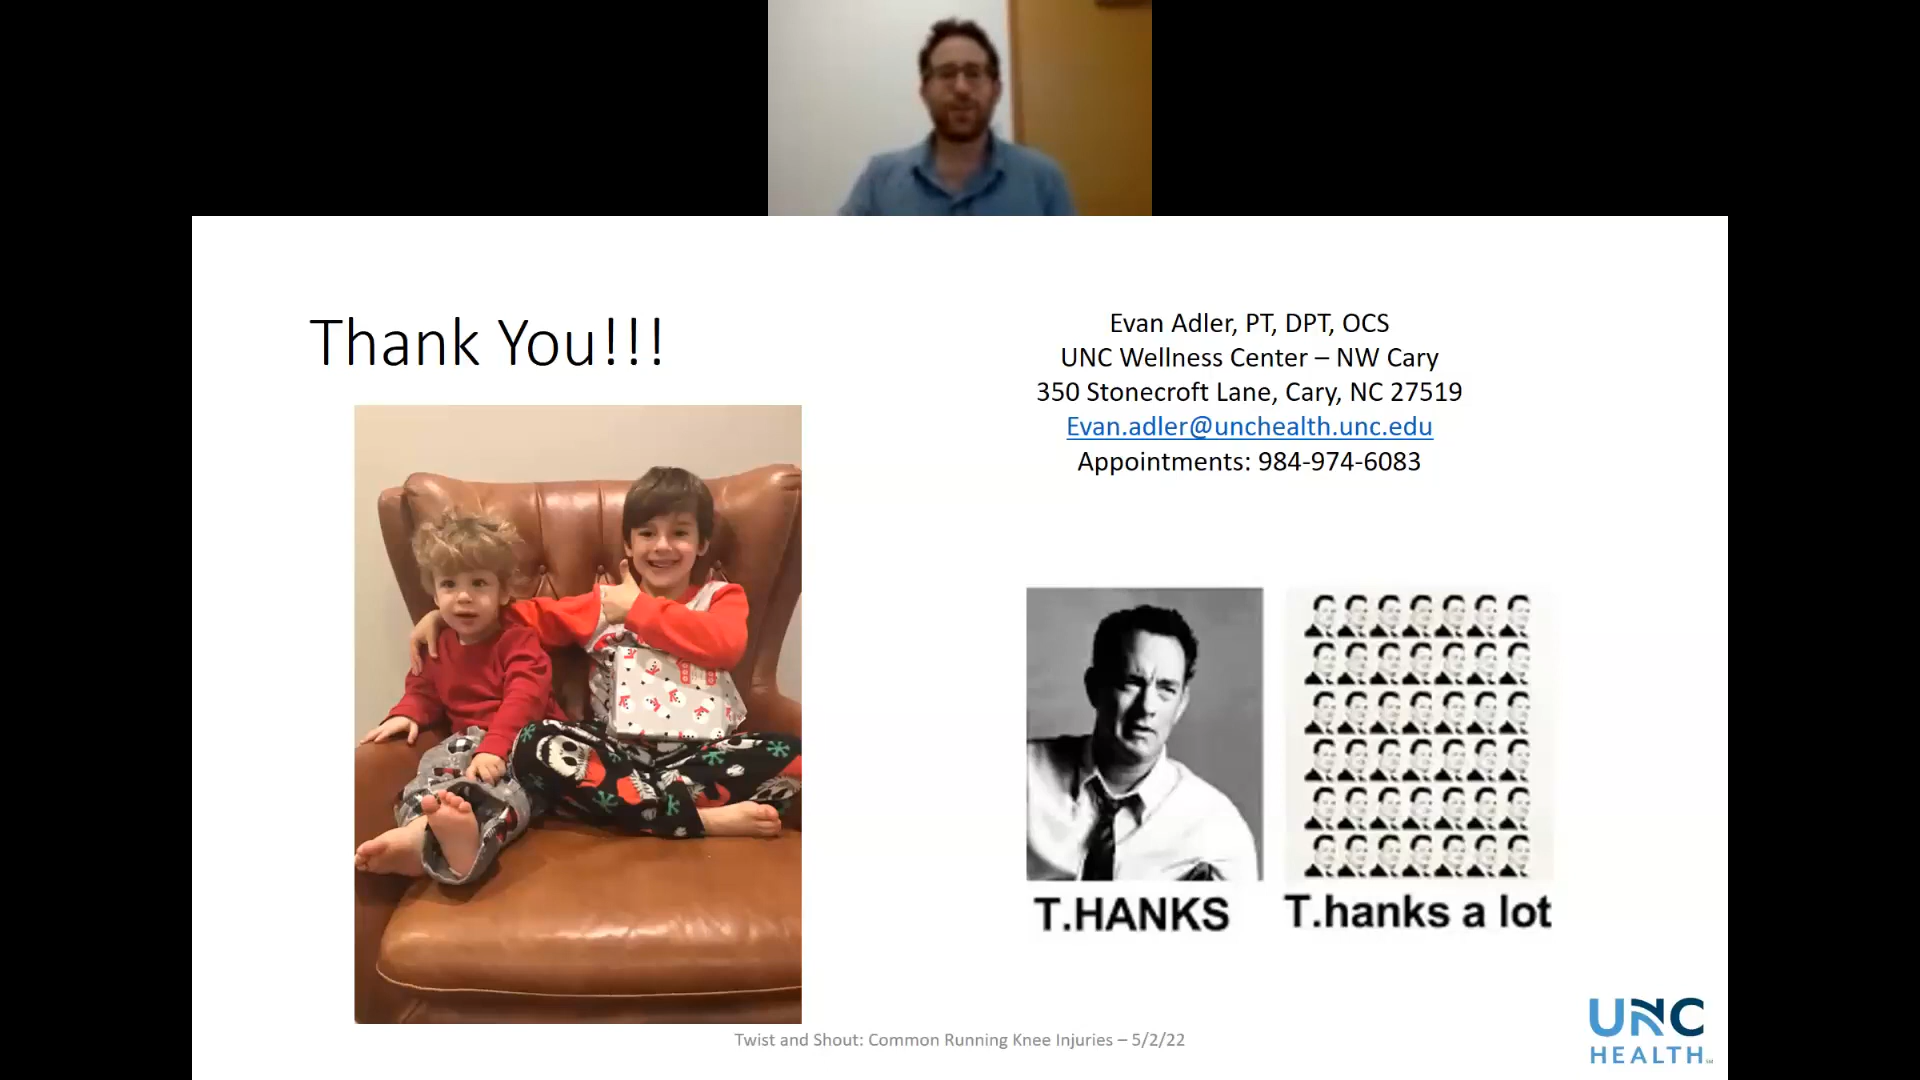 Thank You!!!
Evan Adler, PT, DPT, OCS
UNC Wellness Center – NW Cary
350 Stonecroft Lane, Cary, NC 27519
Evan.adler@unchealth.unc.edu
Appointments: 984-974-6083
T.HANKS
T.hanks a lot
Twist and Shout: Common Running Knee Injuries – 5/2/22
UNC
HEALTH